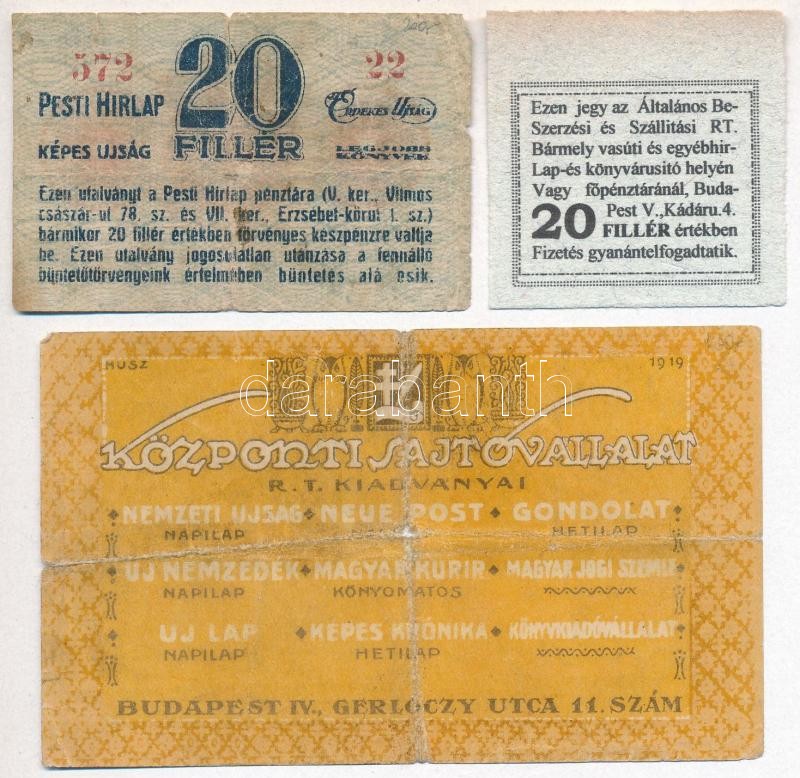 572 20 22
PESTI HIRLAP
ÉRDEKES UJSÁG
KÉPES UJSÁG FILLÉR LEGJOBB KÖNYVEK
Ezen utalványt a Pesti Hirlap pénztára (V. ker., Vilmos
császár-ut 78. sz. és VII. ker., Erzsébet-körut 1. sz.)
bármikor 20 fillér értékben törvényes készpénzre váltja
be. Ezen utalvány jogosulatlan utánzása a fennálló
büntetőtörvényeink értelmében büntetés alá esik.
Ezen jegy az Általános Be-
Szerzési és Szállitási RT.
Bármely vasúti és egyébhir-
Lap-és könyvárusitó helyén
Vagy főpénztáránál, Buda-
Pest V.,Kádáru.4.
20 FILLÉR értékben
Fizetés gyanántelfogadtatik.
HUSZ 1919
darabanth
KÖZPONTI SAJTÓVÁLLALAT
R.T. KIADVÁNYAI
NEMZETI UJSÁG NEUE POST GONDOLAT
NAPILAP HETILAP
UJ NEMZEDÉK MAGYAR KURIR MAGYAR JOGI SZEMLE
NAPILAP KŐNYOMATOS
UJ LAP KÉPES KRÓNIKA KÖNYVKIADÓVÁLLALAT
NAPILAP HETILAP
BUDAPEST IV., GERLÓCZY UTCA 11. SZÁM